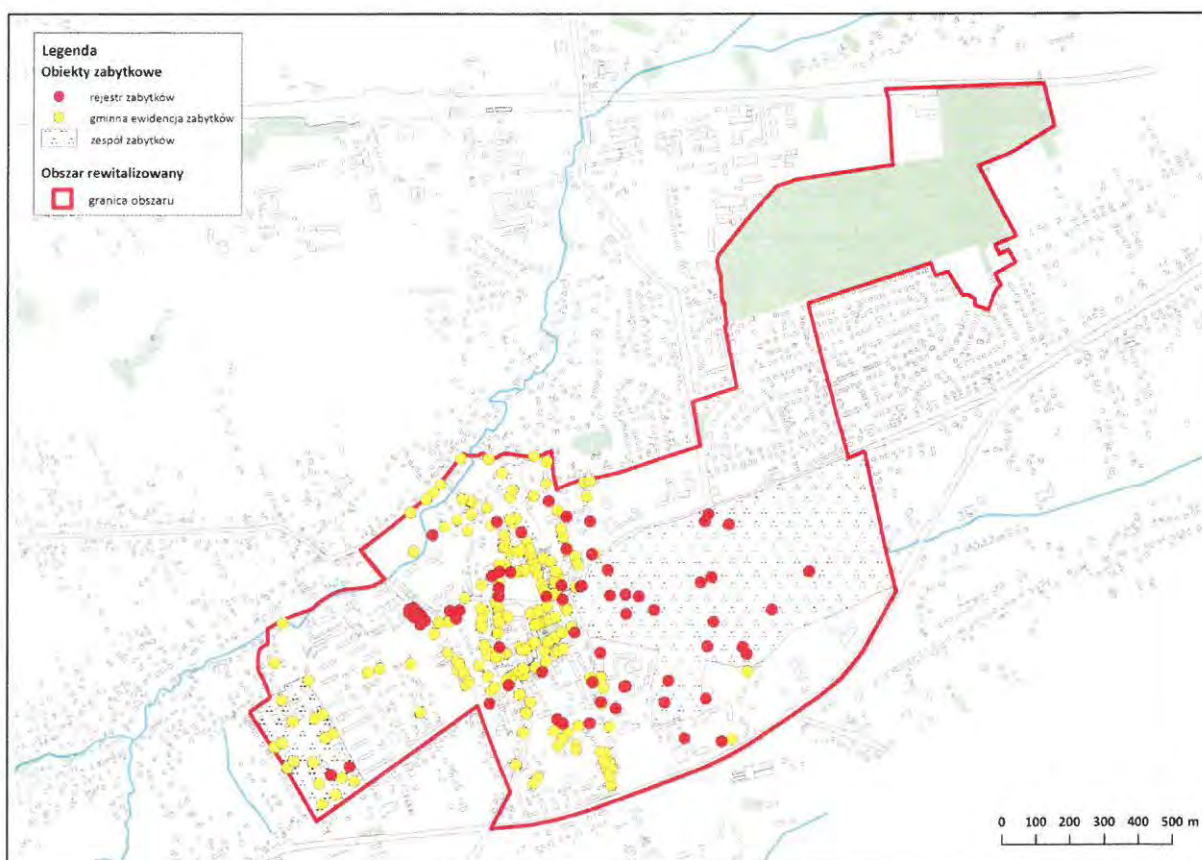 Legenda
Obiekty zabytkowe
rejestr zabytków
gminna ewidencja zabytków
zespół zabytków
Obszar rewitalizowany
granica obszaru
0 100 200 300 400 500 m